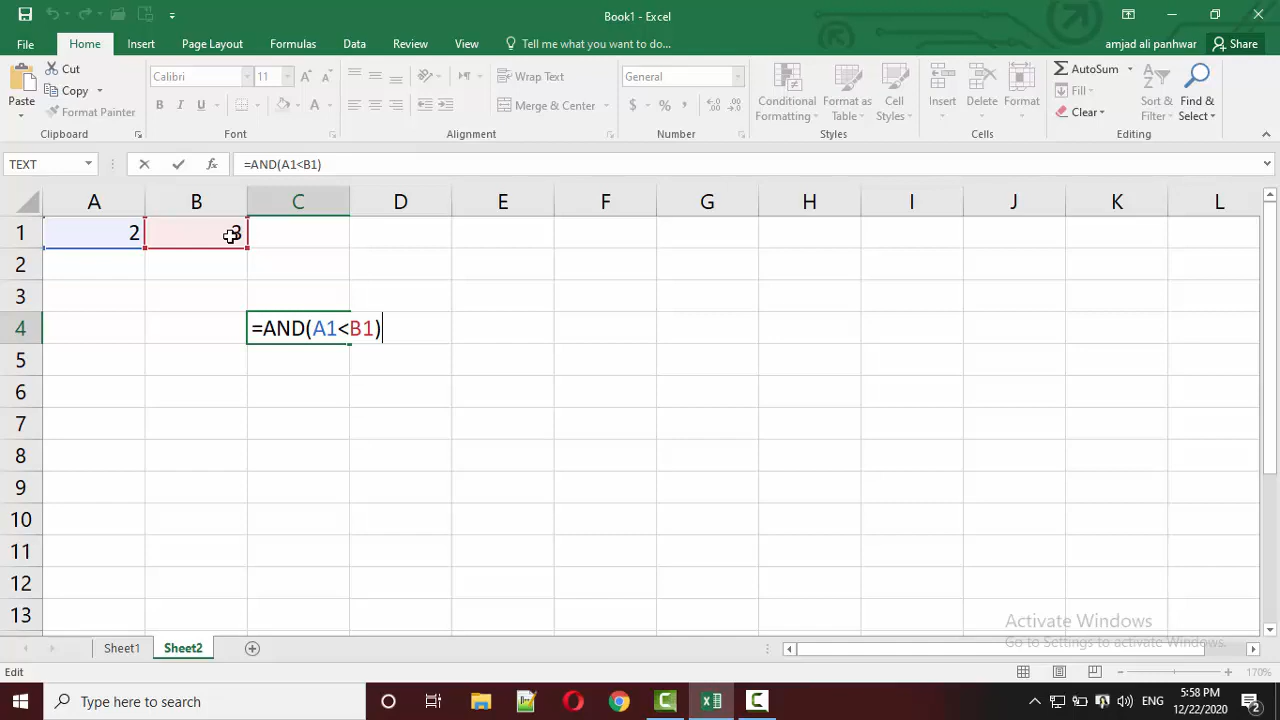 Book1 - Excel
File Home Insert Page Layout Formulas Data Review View Tell me what you want to do... amjad ali panhwar Share
Paste
Cut
Copy
Format Painter
Clipboard
Calibri 11
B I U
Font
Wrap Text
Merge & Center
Alignment
General
$ % ,
Number
Conditional Formatting
Format as Table
Cell Styles
Styles
Insert Delete Format
Cells
AutoSum
Fill
Clear
Sort & Filter
Find & Select
Editing
TEXT fx =AND(A1<B1)
A B C D E F G H I J K L
1 2 3
2
3
4 =AND(A1<B1)
5
6
7
8
9
10
11
12
13
Activate Windows
Go to Settings to activate Windows.
Sheet1 Sheet2
Edit 170%
Type here to search ENG 5:58 PM
12/22/2020 2